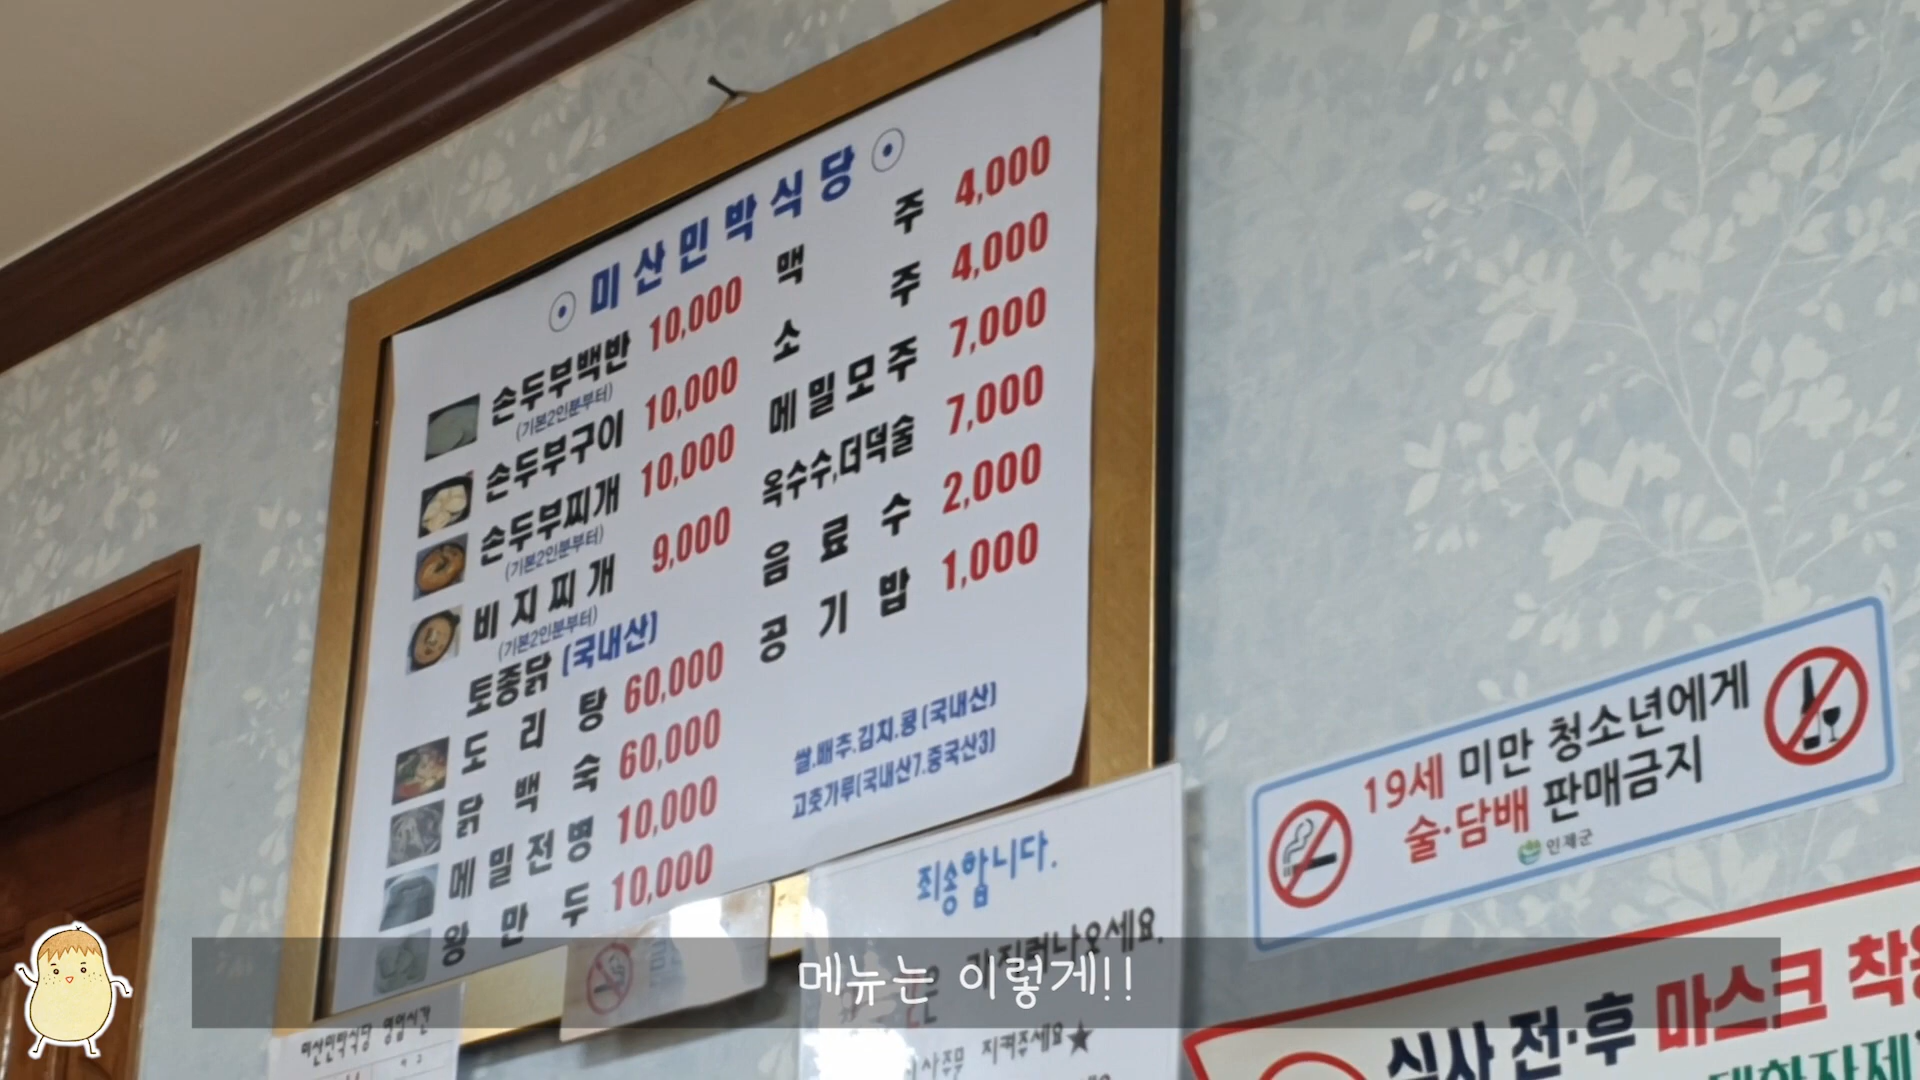 미산민박식당
손두부백반 10,000
(기본2인분부터)
손두부구이 10,000
손두부찌개 10,000
(기본2인분부터)
비지찌개 9,000
(기본2인분부터)
토종닭 (국내산)
도리탕 60,000
닭백숙 60,000
메밀전병 10,000
왕만두 10,000
맥주 4,000
소주 4,000
메밀모주 7,000
옥수수,더덕술 7,000
음료수 2,000
공기밥 1,000
쌀.배추.김치.콩(국내산)
고춧가루(국내산7.중국산3)
19세 미만 청소년에게
술·담배 판매금지
인제군
죄송합니다.
지켜주세요★
미산민박식당 영업시간
식사 전·후 마스크
메뉴는 이렇게!!